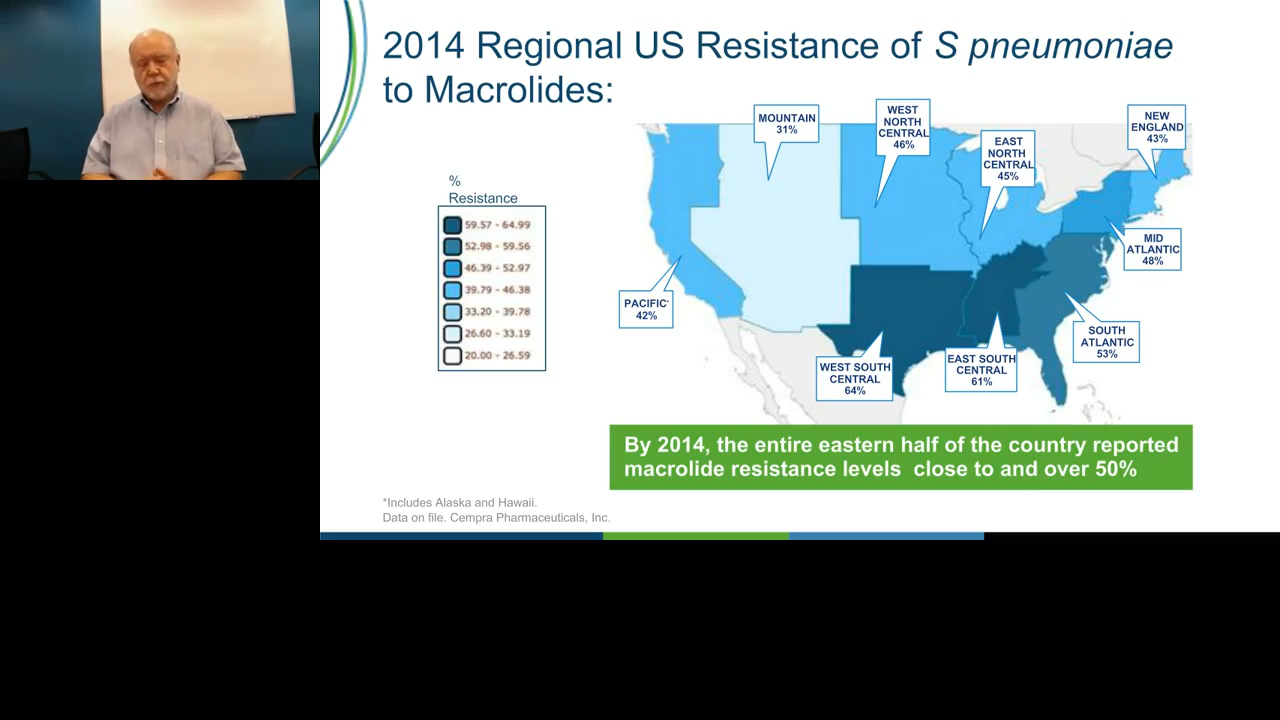 2014 Regional US Resistance of S pneumoniae
to Macrolides:
%
Resistance
59.57 - 64.99
52.98 - 59.56
46.39 - 52.97
39.79 - 46.38
33.20 - 39.78
26.60 - 33.19
20.00 - 26.59
MOUNTAIN
31%
WEST
NORTH
CENTRAL
46%
EAST
NORTH
CENTRAL
45%
NEW
ENGLAND
43%
MID
ATLANTIC
48%
PACIFIC*
42%
SOUTH
ATLANTIC
53%
WEST SOUTH
CENTRAL
64%
EAST SOUTH
CENTRAL
61%
By 2014, the entire eastern half of the country reported
macrolide resistance levels  close to and over 50%
*Includes Alaska and Hawaii.
Data on file. Cempra Pharmaceuticals, Inc.